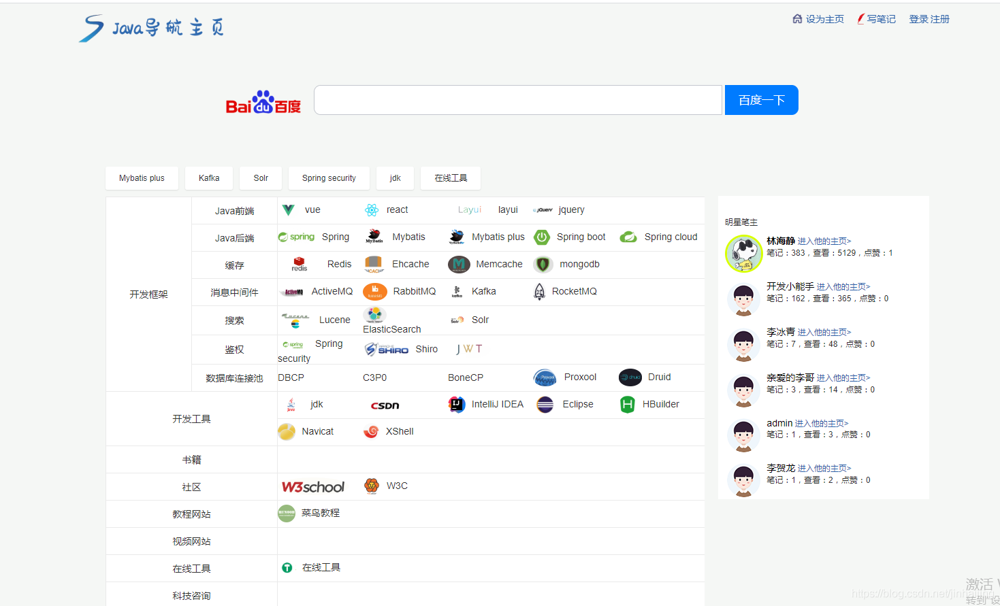 Java导航主页
设为主页 写笔记 登录 注册
Baidu百度 百度一下
Mybatis plus Kafka Solr Spring security jdk 在线工具
开发框架
Java前端 vue react Layui layui jQuery jquery
Java后端 spring Spring MyBatis Mybatis Mybatis plus Spring boot Spring cloud
缓存 redis Redis Ehcache Memcache mongodb
消息中间件 ActiveMQ ActiveMQ RabbitMQ kafka Kafka RocketMQ
搜索 Lucene Lucene ElasticSearch Solr Solr
鉴权 spring Spring security SHIRO Shiro JWT
数据库连接池 DBCP C3P0 BoneCP Proxool Proxool druid Druid
开发工具
Java jdk CSDN IJ IntelliJ IDEA Eclipse H HBuilder
Navicat XShell
书籍
社区 W3school W3C
教程网站 RUNOOB 菜鸟教程
视频网站
在线工具 T 在线工具
科技咨询
明星笔主
林海静 进入他的主页>
笔记:383,查看:5129,点赞:1
开发小能手 进入他的主页>
笔记:162,查看:365,点赞:0
李冰青 进入他的主页>
笔记:7,查看:48,点赞:0
亲爱的李哥 进入他的主页>
笔记:3,查看:14,点赞:0
admin 进入他的主页>
笔记:1,查看:3,点赞:0
李贺龙 进入他的主页>
笔记:1,查看:2,点赞:0
激活
转到"设